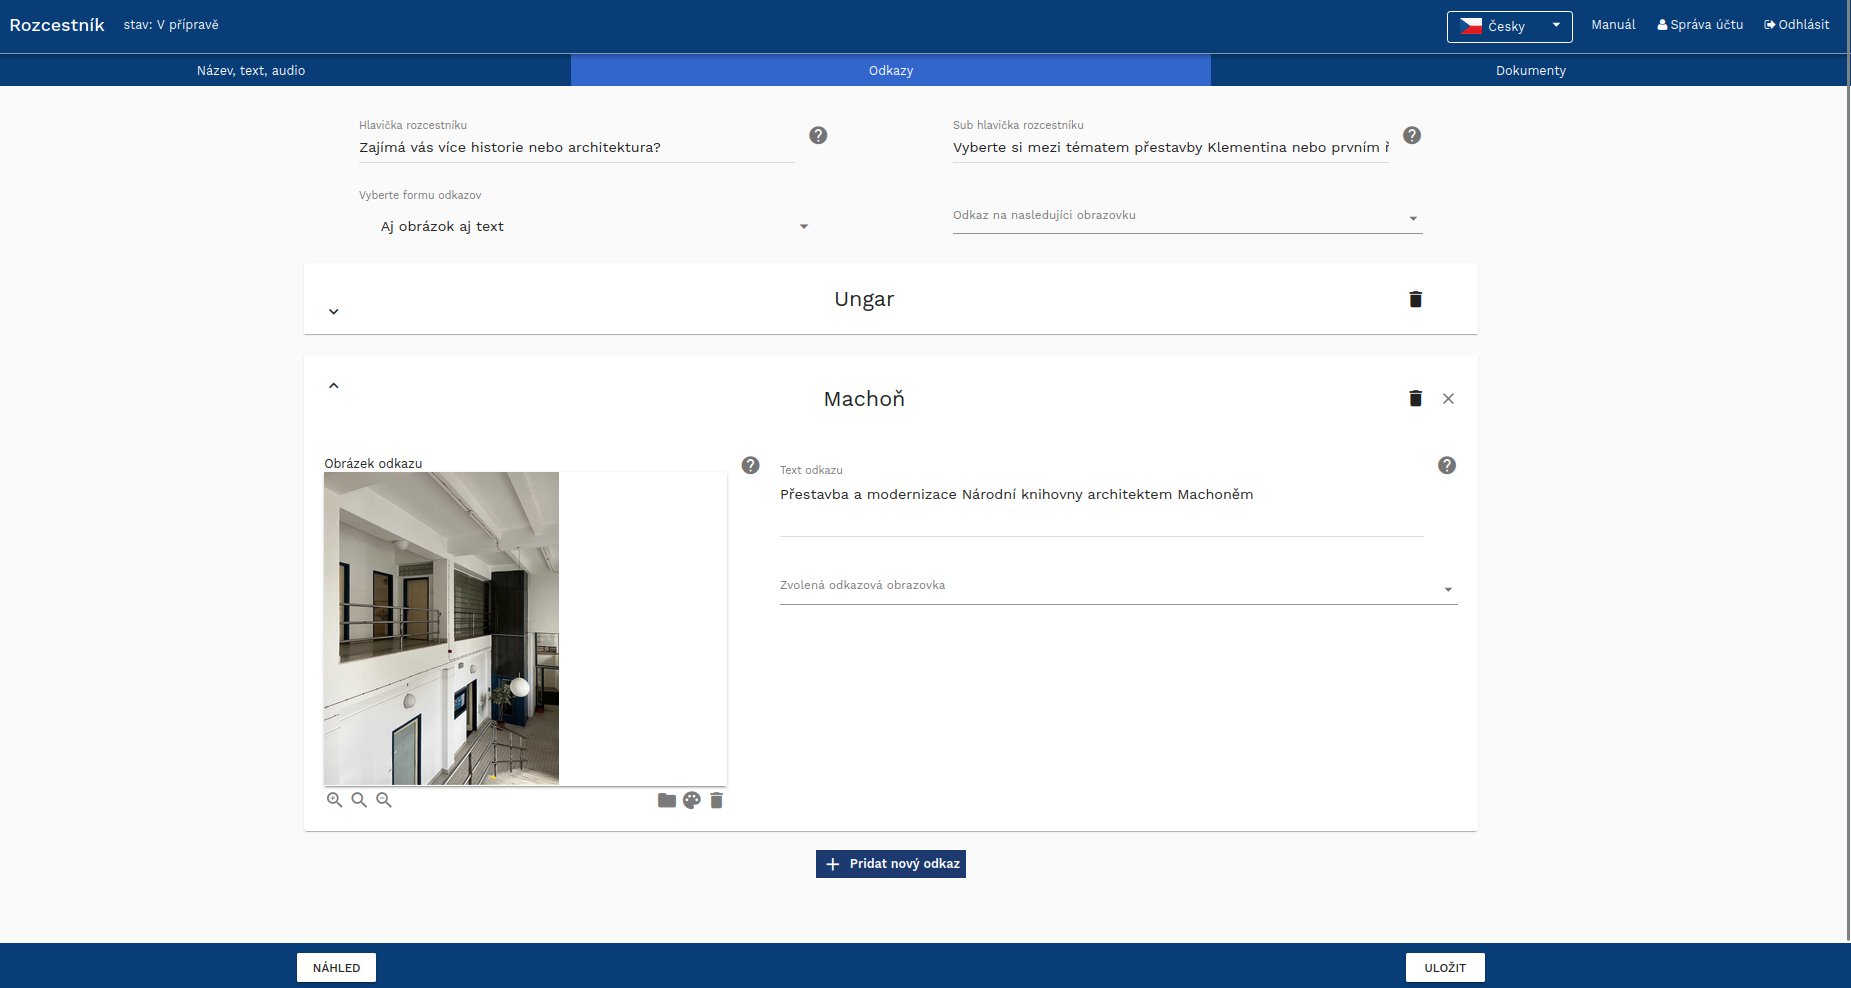 Rozcestník stav: V přípravě Česky Manuál Správa účtu Odhlásit
Název, text, audio Odkazy Dokumenty
Hlavička rozcestníku
Zajímá vás více historie nebo architektura?
Sub hlavička rozcestníku
Vyberte si mezi tématem přestavby Klementina nebo prvním ř
Vyberte formu odkazov
Aj obrázok aj text
Odkaz na nasledujíci obrazovku
Ungar
Machoň
Obrázek odkazu
Text odkazu
Přestavba a modernizace Národní knihovny architektem Machoněm
Zvolená odkazová obrazovka
Pridat nový odkaz
NÁHLED ULOŽIT